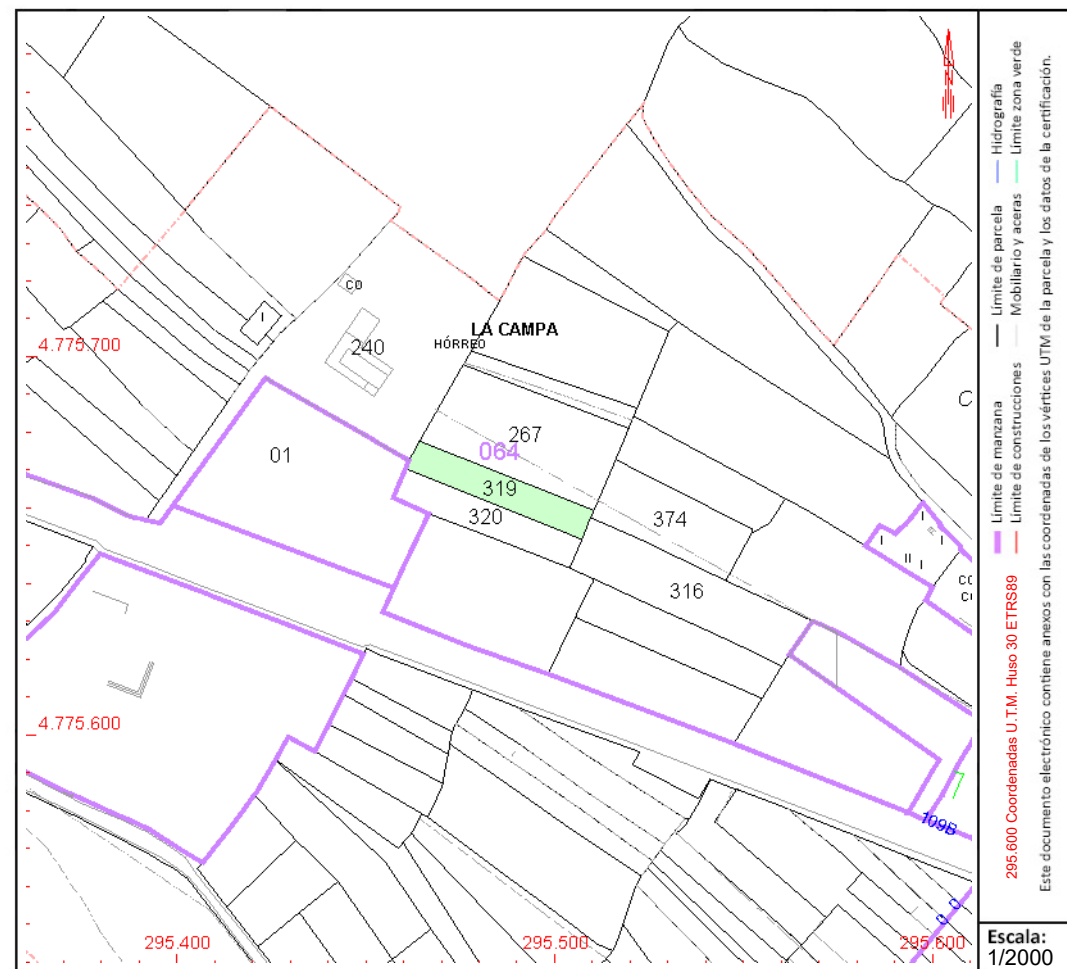 CO
I
240
LA CAMPA
HÓRREO
4.775.700
01
267
064
319
320
374
316
C
I
I
II
I
CC
4.775.600
109B
295.400
295.500
295.600
Límite de manzana
Límite de parcela
Hidrografía
Límite de construcciones
Mobiliario y aceras
Límite zona verde
295.600 Coordenadas U.T.M. Huso 30 ETRS89
Este documento electrónico contiene anexos con las coordenadas de los vértices UTM de la parcela y los datos de la certificación.
Escala:
1/2000